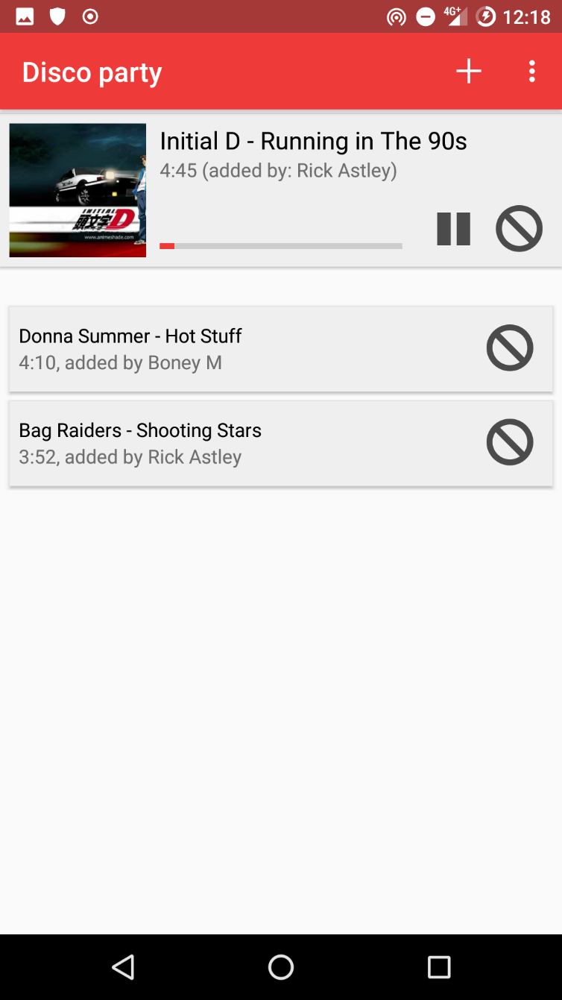 4G+ 12:18
Disco party
Initial D - Running in The 90s
4:45 (added by: Rick Astley)
INITIAL
頭文字D
www.animeshade.com
Donna Summer - Hot Stuff
4:10, added by Boney M
Bag Raiders - Shooting Stars
3:52, added by Rick Astley